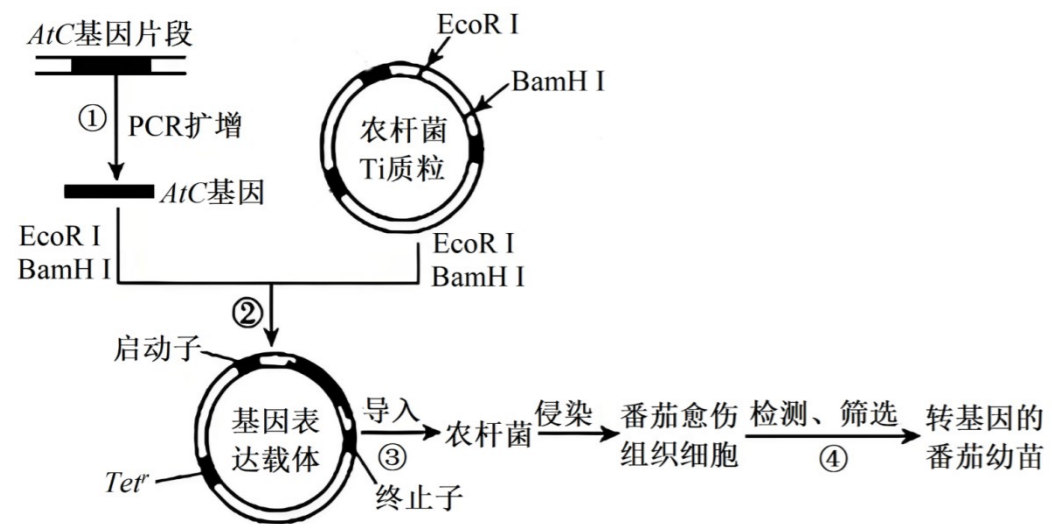 AtC基因片段
EcoR I
BamH I
① PCR扩增
农杆菌
Ti质粒
AtC基因
EcoR I
BamH I
EcoR I
BamH I
②
启动子
基因表
达载体
Tetʳ
终止子
导入
③
农杆菌
侵染
番茄愈伤
组织细胞
检测、筛选
④
转基因的
番茄幼苗